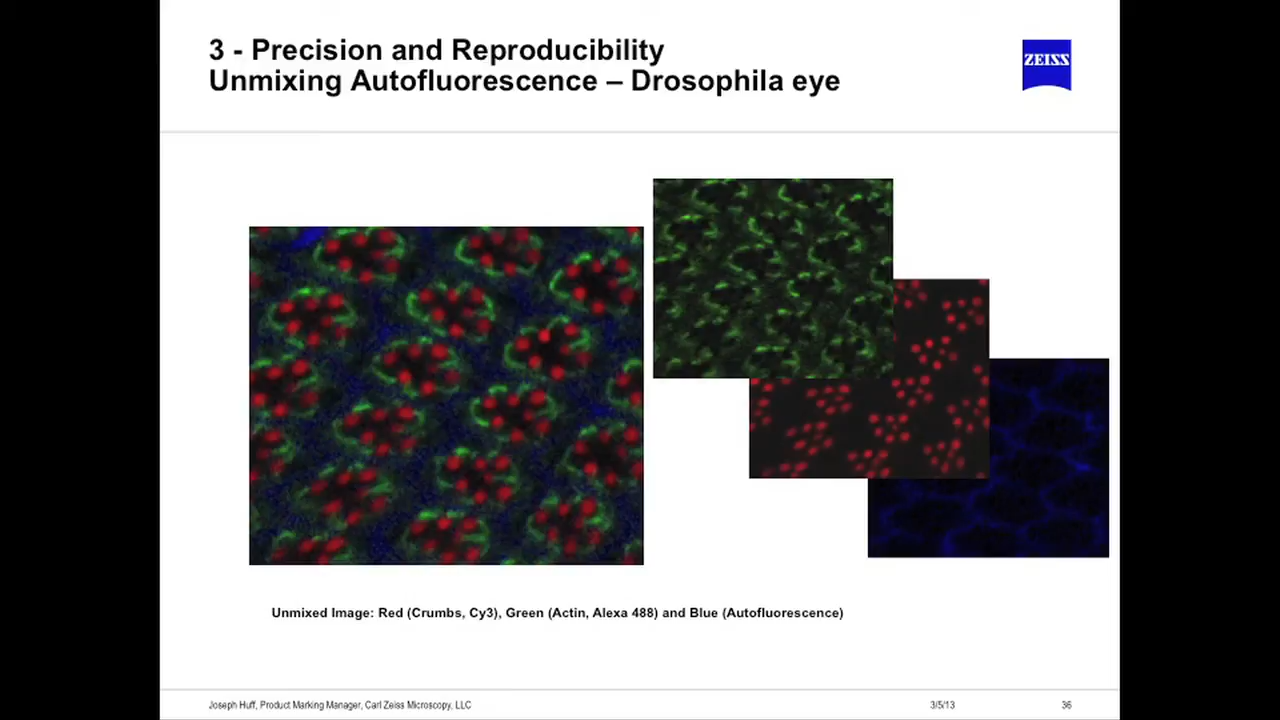 3 - Precision and Reproducibility
Unmixing Autofluorescence – Drosophila eye
ZEISS
Unmixed Image: Red (Crumbs, Cy3), Green (Actin, Alexa 488) and Blue (Autofluorescence)
Joseph Huff, Product Marking Manager, Carl Zeiss Microscopy, LLC
3/5/13
36